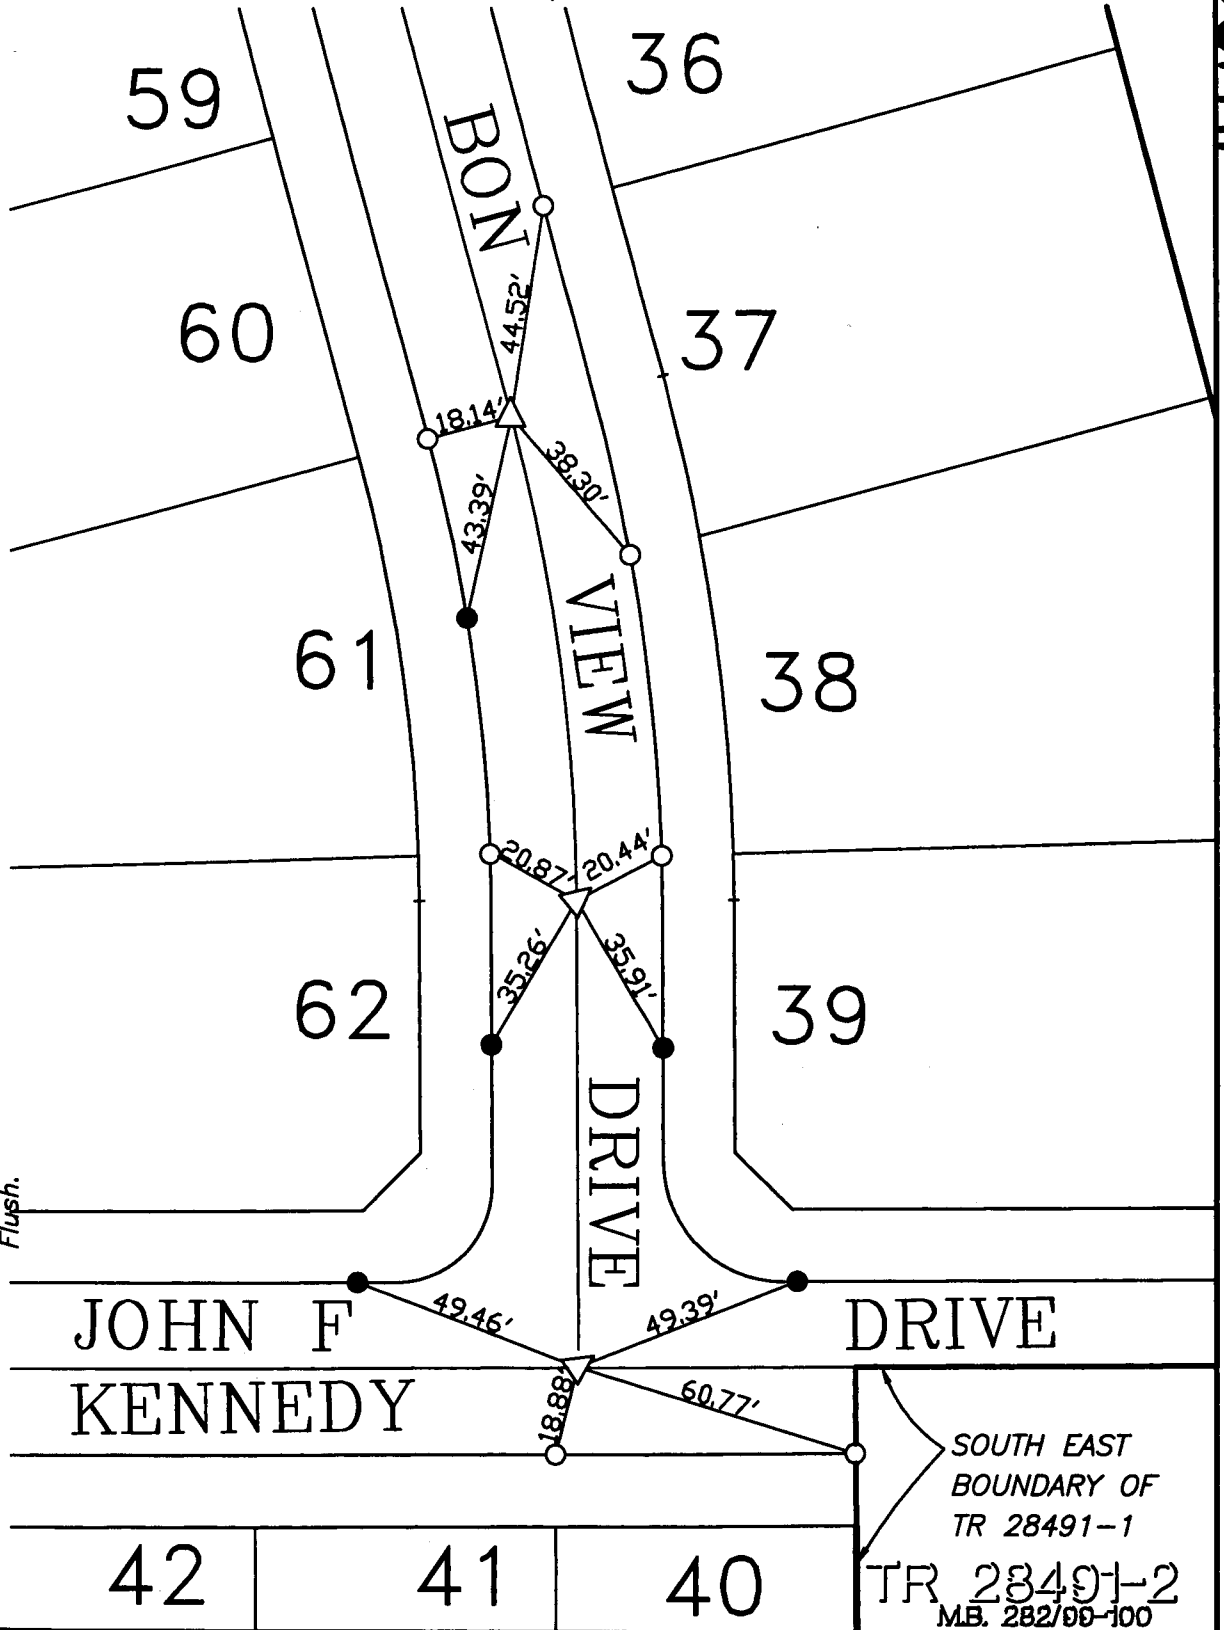 36
59
BON
60
44.52'
37
18.14'
38.30'
43.39'
VIEW
61
38
20.87'
20.44'
35.26'
35.91'
62
39
DRIVE
Flush.
JOHN F
49.46'
49.39'
DRIVE
KENNEDY
18.88'
60.77'
SOUTH EAST
BOUNDARY OF
TR 28491-1
42
41
40
TR 28491-2
M.B. 282/99-100